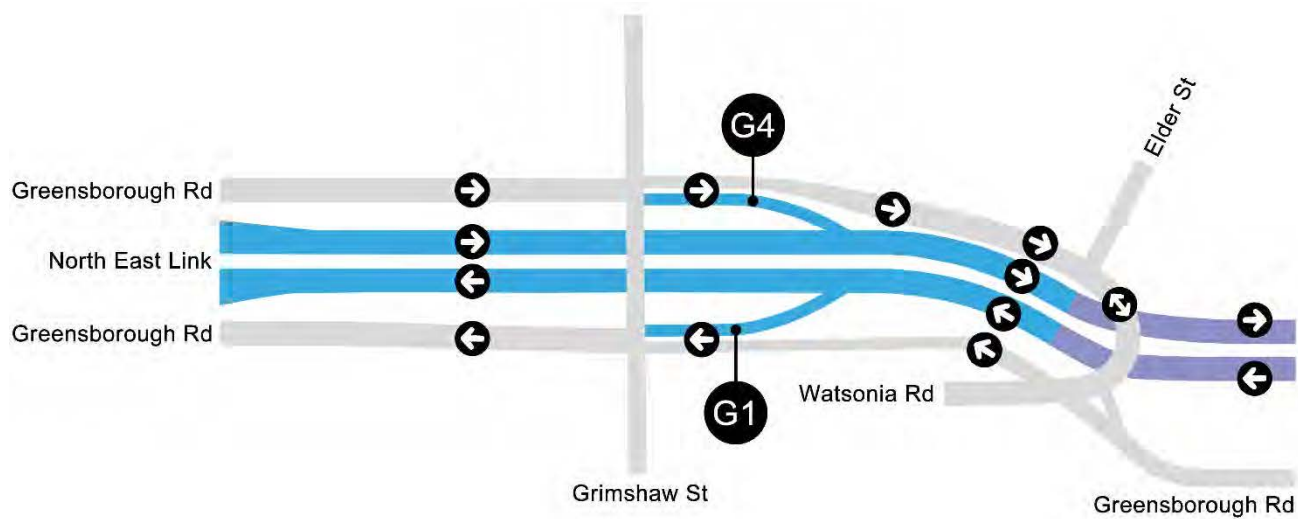 G4
Elder St
Greensborough Rd
North East Link
Greensborough Rd
Watsonia Rd
G1
Grimshaw St
Greensborough Rd